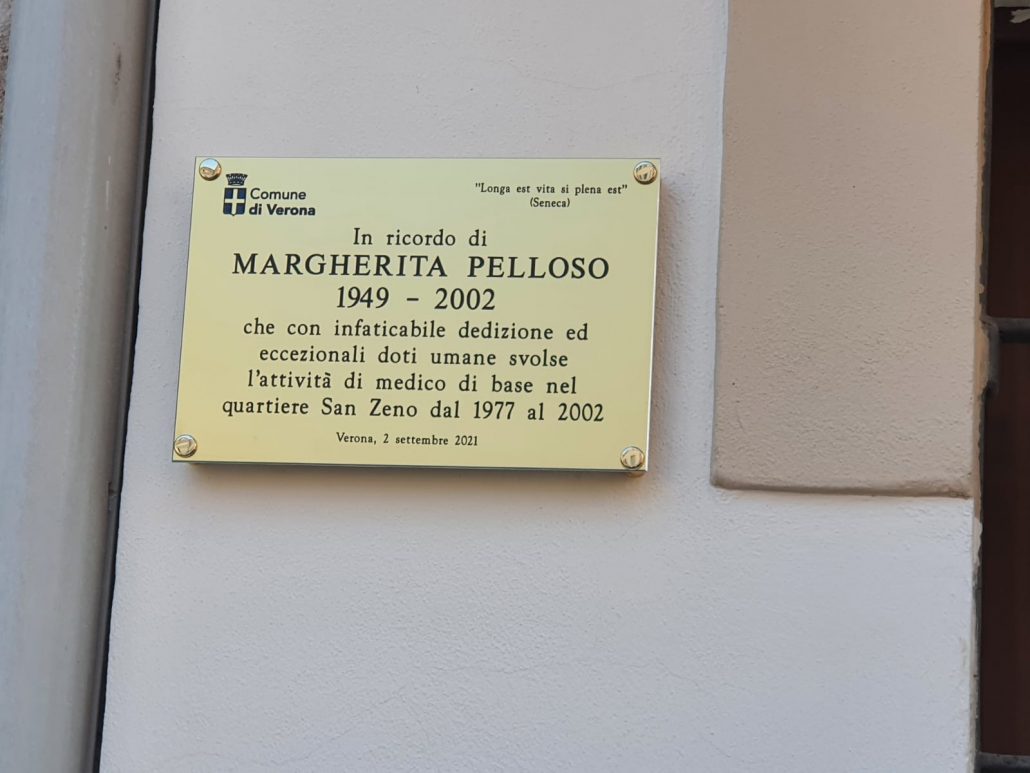 Comune
di Verona
"Longa est vita si plena est"
(Seneca)
In ricordo di
MARGHERITA PELLOSO
1949 - 2002
che con infaticabile dedizione ed
eccezionali doti umane svolse
l'attività di medico di base nel
quartiere San Zeno dal 1977 al 2002
Verona, 2 settembre 2021